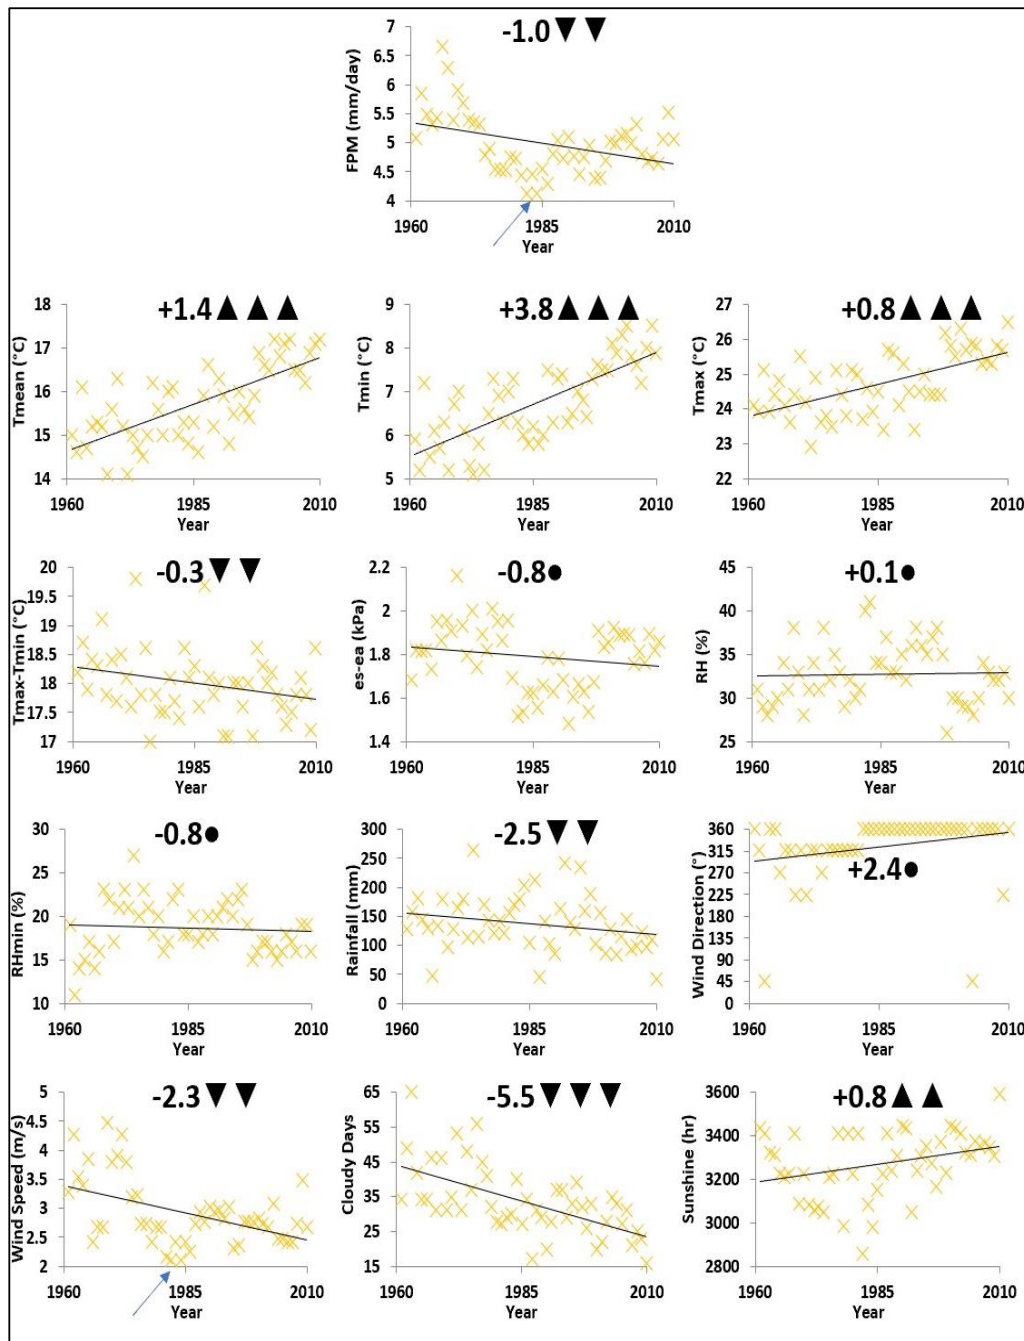 -1.0▼▼
FPM (mm/day)
7
6.5
6
5.5
5
4.5
4
1960 1985 2010
Year
+1.4▲▲▲
Tmean (°C)
18
17
16
15
14
1960 1985 2010
Year
+3.8▲▲▲
Tmin (°C)
9
8
7
6
5
1960 1985 2010
Year
+0.8▲▲▲
Tmax (°C)
27
26
25
24
23
22
1960 1985 2010
Year
-0.3▼▼
Tmax-Tmin (°C)
20
19.5
19
18.5
18
17.5
17
1960 1985 2010
Year
-0.8●
es-ea (kPa)
2.2
2
1.8
1.6
1.4
1960 1985 2010
Year
+0.1●
RH (%)
45
40
35
30
25
1960 1985 2010
Year
-0.8●
RHmin (%)
30
25
20
15
10
1960 1985 2010
Year
-2.5▼▼
Rainfall (mm)
300
250
200
150
100
50
0
1960 1985 2010
Year
+2.4●
Wind Direction (°)
360
315
270
225
180
135
90
45
0
1960 1985 2010
Year
-2.3▼▼
Wind Speed (m/s)
5
4.5
4
3.5
3
2.5
2
1960 1985 2010
Year
-5.5▼▼▼
Cloudy Days
65
55
45
35
25
15
1960 1985 2010
Year
+0.8▲▲
Sunshine (hr)
3600
3400
3200
3000
2800
1960 1985 2010
Year